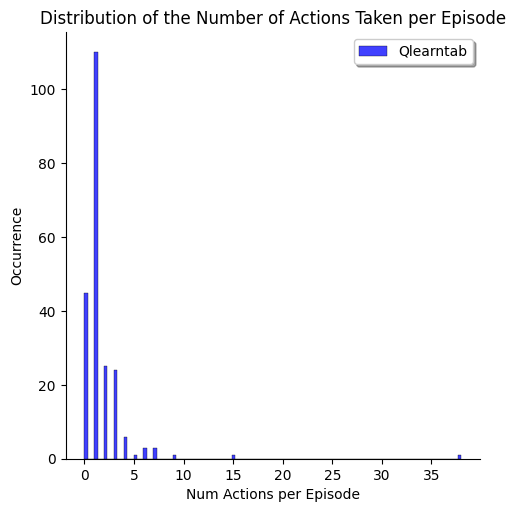 Distribution of the Number of Actions Taken per Episode
Qlearntab
100
80
60
40
20
0
Occurrence
0 5 10 15 20 25 30 35
Num Actions per Episode